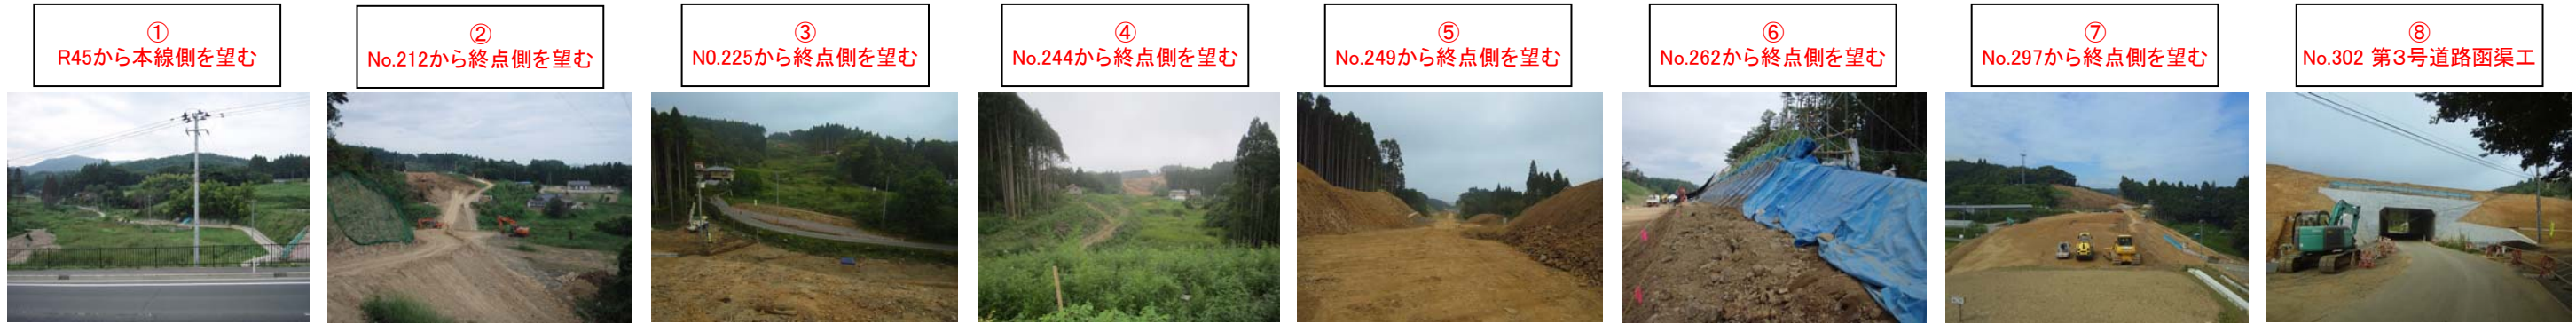 ①
R45から本線側を望む
②
No.212から終点側を望む
③
N0.225から終点側を望む
④
No.244から終点側を望む
⑤
No.249から終点側を望む
⑥
No.262から終点側を望む
⑦
No.297から終点側を望む
⑧
No.302 第3号道路函渠工